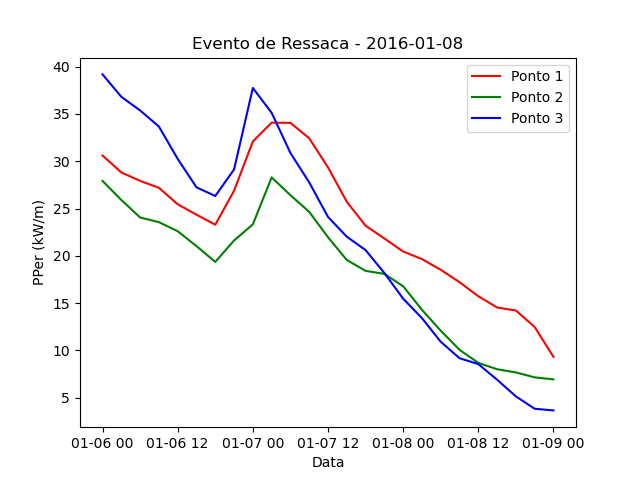 Evento de Ressaca - 2016-01-08
Ponto 1
Ponto 2
Ponto 3
PPer (kW/m)
40
35
30
25
20
15
10
5
01-06 00 01-06 12 01-07 00 01-07 12 01-08 00 01-08 12 01-09 00
Data